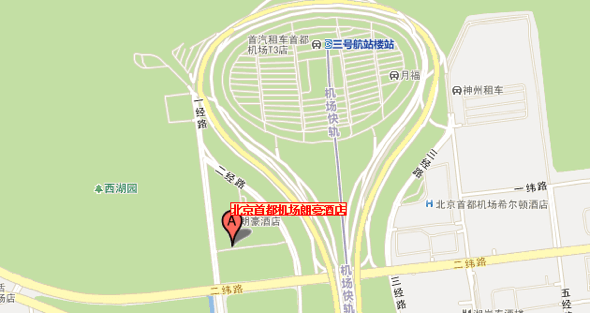 首汽租车首都
机场T3店
三号航站楼站
月福
神州租车
机场快轨
一经路
二经路
三经路
西湖园
一纬路
北京首都机场希尔顿酒店
北京首都机场朗豪酒店
A
朗豪酒店
二纬路
机场快轨
二纬路
三经路
五经路